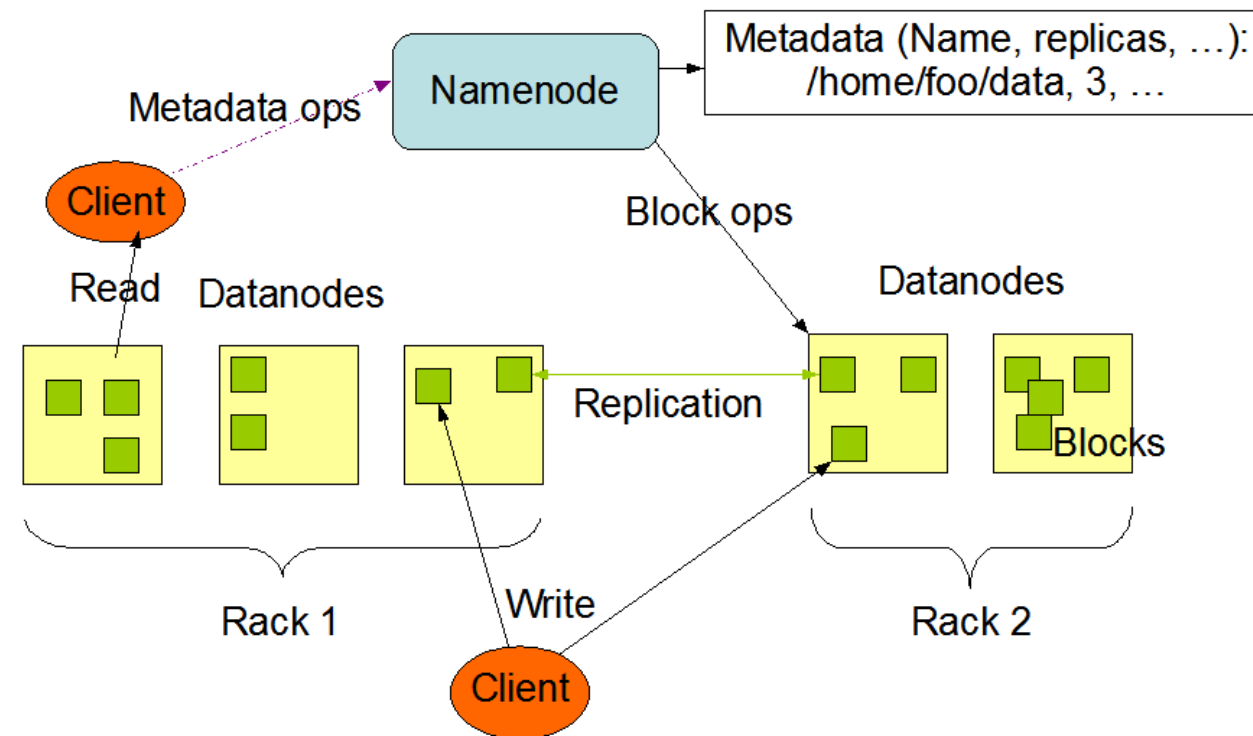 Metadata (Name, replicas, …):
/home/foo/data, 3, …
Namenode
Metadata ops
Client
Block ops
Read
Datanodes
Datanodes
Replication
Blocks
Rack 1
Write
Rack 2
Client